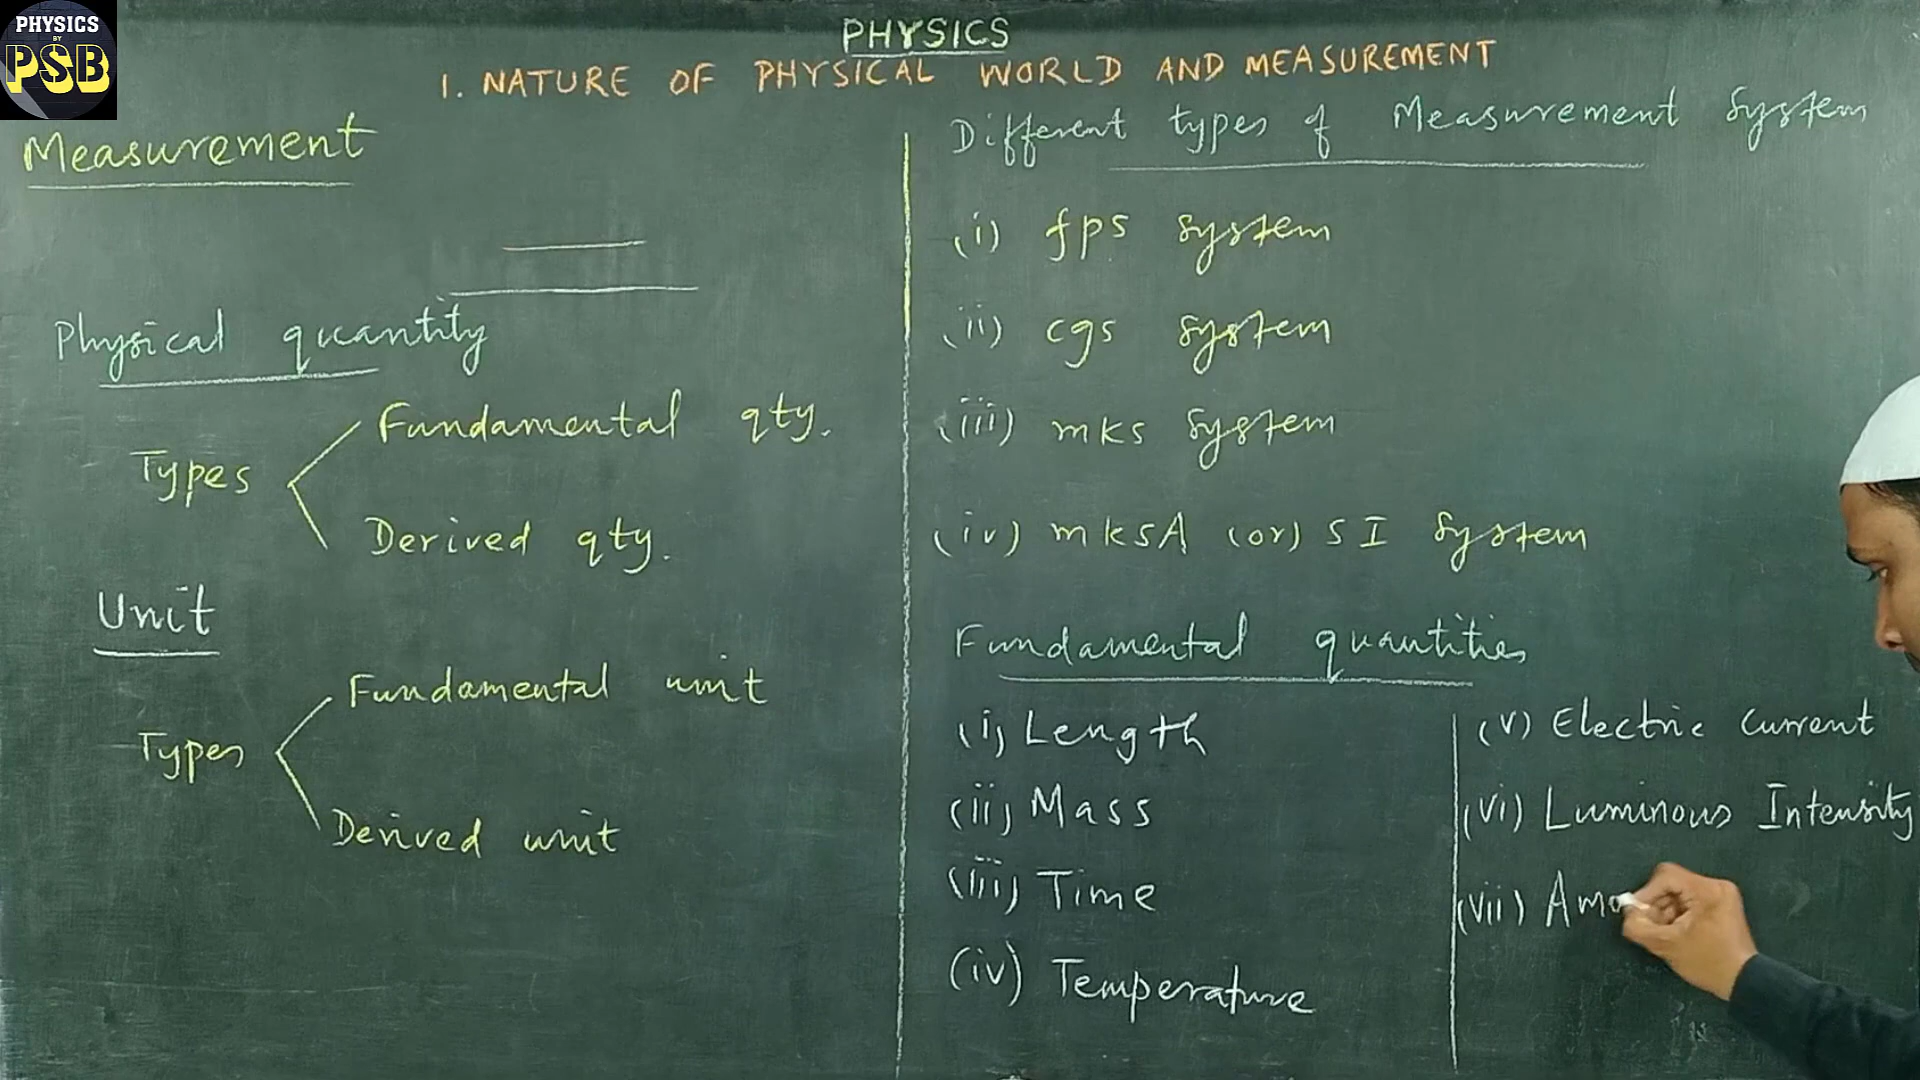 PHYSICS
BY
PSB
PHYSICS
1. NATURE OF PHYSICAL WORLD AND MEASUREMENT
Measurement
Physical quantity
Types
Fundamental qty.
Derived qty.
Unit
Types
Fundamental unit
Derived unit
Different types of Measurement System
(i) fps system
(ii) cgs system
(iii) mks system
(iv) mksA (or) SI system
Fundamental quantities
(i) Length
(ii) Mass
(iii) Time
(iv) Temperature
(v) Electric Current
(vi) Luminous Intensity
(vii) Amo